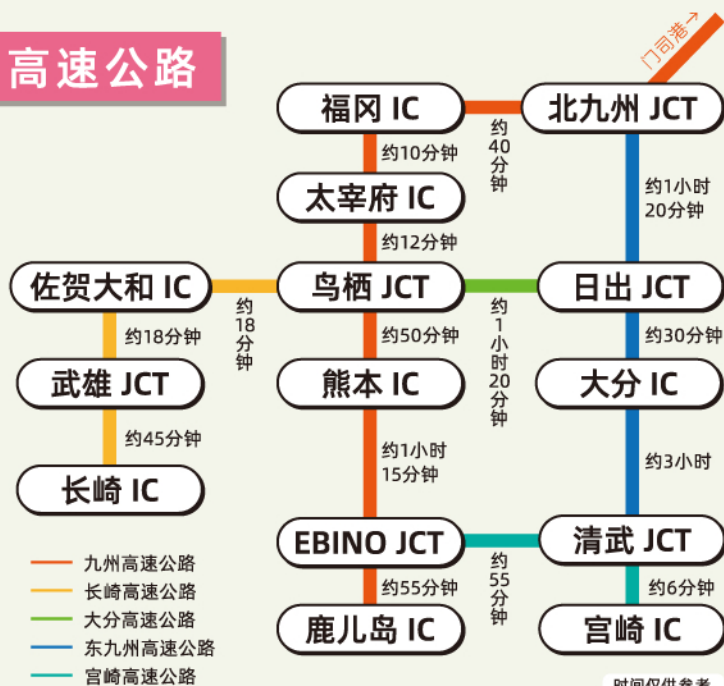 高速公路
门司港→
福冈 IC
约40分钟
北九州 JCT
约10分钟
约1小时
20分钟
太宰府 IC
约12分钟
佐贺大和 IC
约18分钟
鸟栖 JCT
约1小时20分钟
日出 JCT
约18分钟
约50分钟
约30分钟
武雄 JCT
熊本 IC
大分 IC
约45分钟
约1小时
15分钟
约3小时
长崎 IC
EBINO JCT
约55分钟
清武 JCT
约55分钟
约6分钟
鹿儿岛 IC
宫崎 IC
九州高速公路
长崎高速公路
大分高速公路
东九州高速公路
宫崎高速公路
时间仅供参考